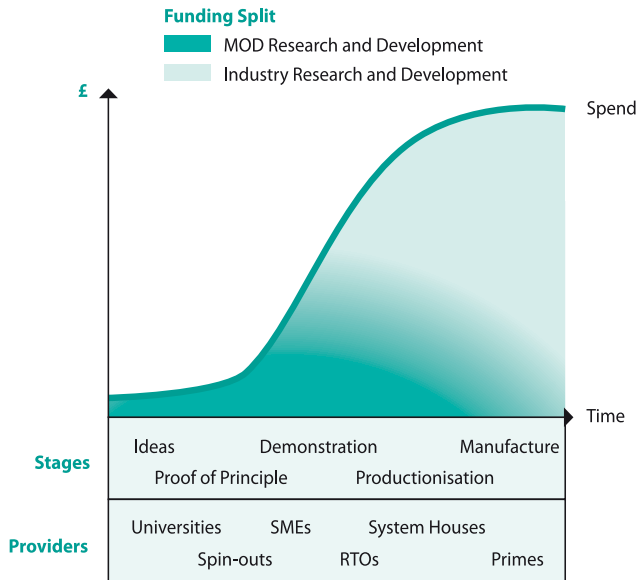 Funding Split
MOD Research and Development
Industry Research and Development
£
Spend
Time
Stages
Ideas Demonstration Manufacture
Proof of Principle Productionisation
Providers
Universities SMEs System Houses
Spin-outs RTOs Primes